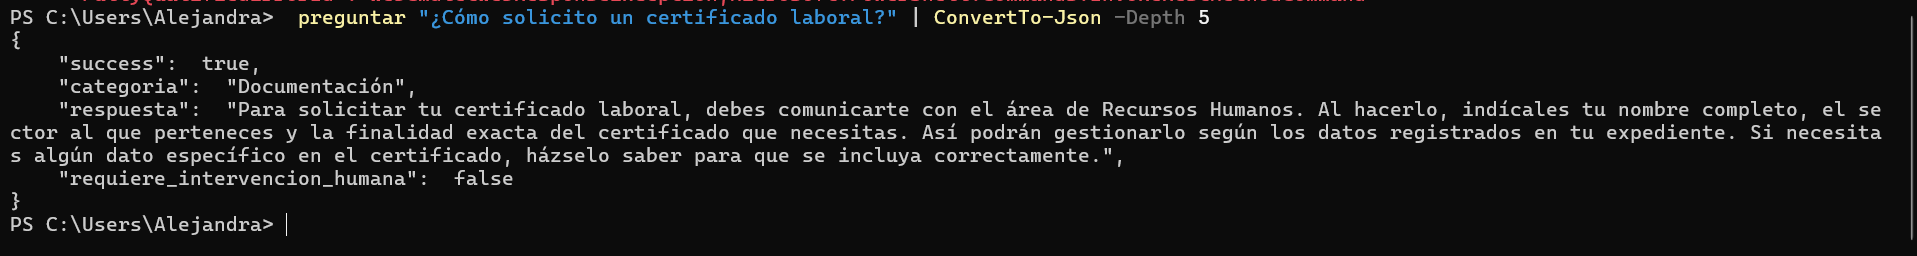 PS C:\Users\Alejandra>  preguntar "¿Cómo solicito un certificado laboral?" | ConvertTo-Json -Depth 5
{
    "success":  true,
    "categoria":  "Documentación",
    "respuesta":  "Para solicitar tu certificado laboral, debes comunicarte con el área de Recursos Humanos. Al hacerlo, indícales tu nombre completo, el se
ctor al que perteneces y la finalidad exacta del certificado que necesitas. Así podrán gestionarlo según los datos registrados en tu expediente. Si necesita
s algún dato específico en el certificado, házselo saber para que se incluya correctamente.",
    "requiere_intervencion_humana":  false
}
PS C:\Users\Alejandra>